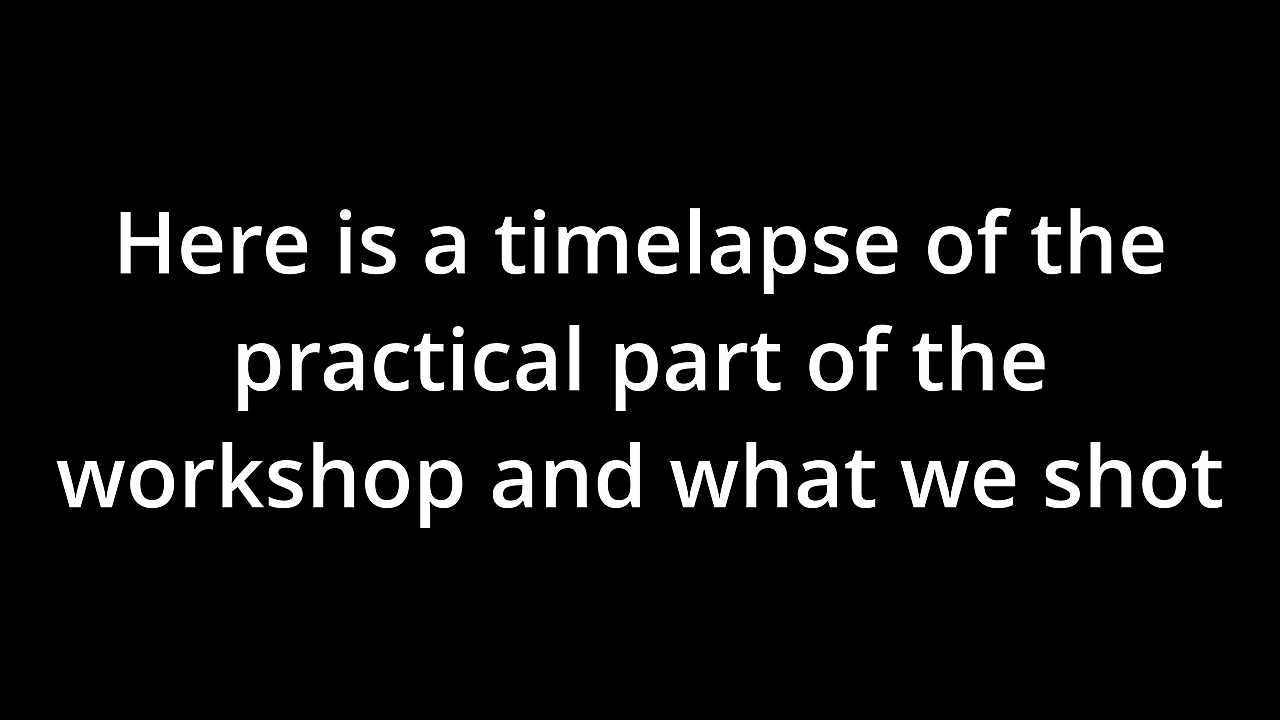 Here is a timelapse of the
practical part of the
workshop and what we shot